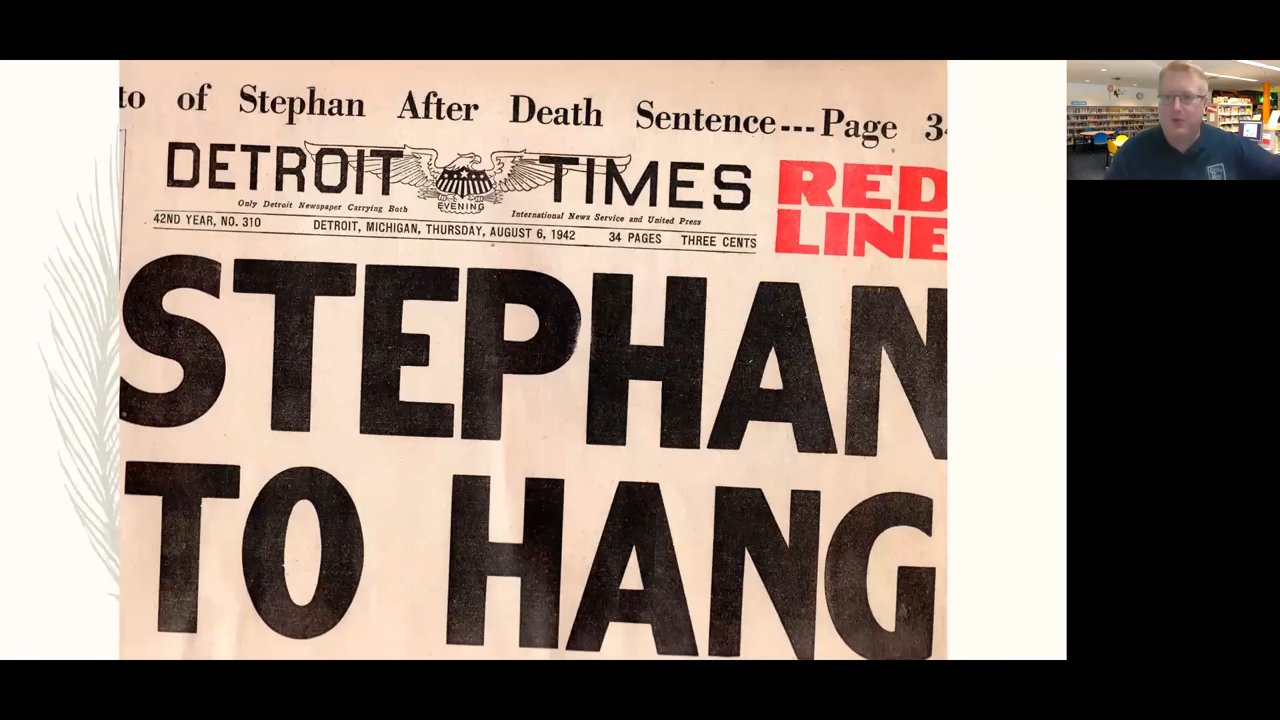 to of Stephan After Death Sentence---Page 34
DETROIT TIMES
EVENING
Only Detroit Newspaper Carrying Both International News Service and United Press
RED
LINE
42ND YEAR, NO. 310 DETROIT, MICHIGAN, THURSDAY, AUGUST 6, 1942 34 PAGES THREE CENTS
STEPHAN
TO HANG